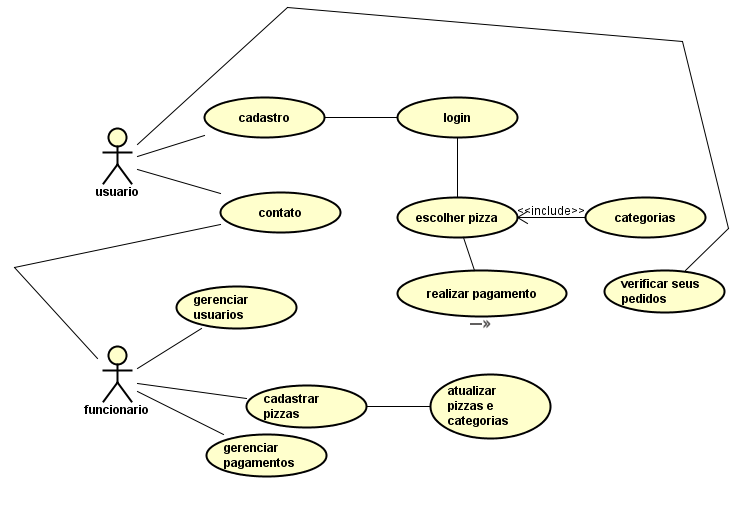 cadastro
login
usuario
contato
escolher pizza
<<include>>
categorias
gerenciar
usuarios
realizar pagamento
verificar seus
pedidos
funcionario
cadastrar
pizzas
atualizar
pizzas e
categorias
gerenciar
pagamentos